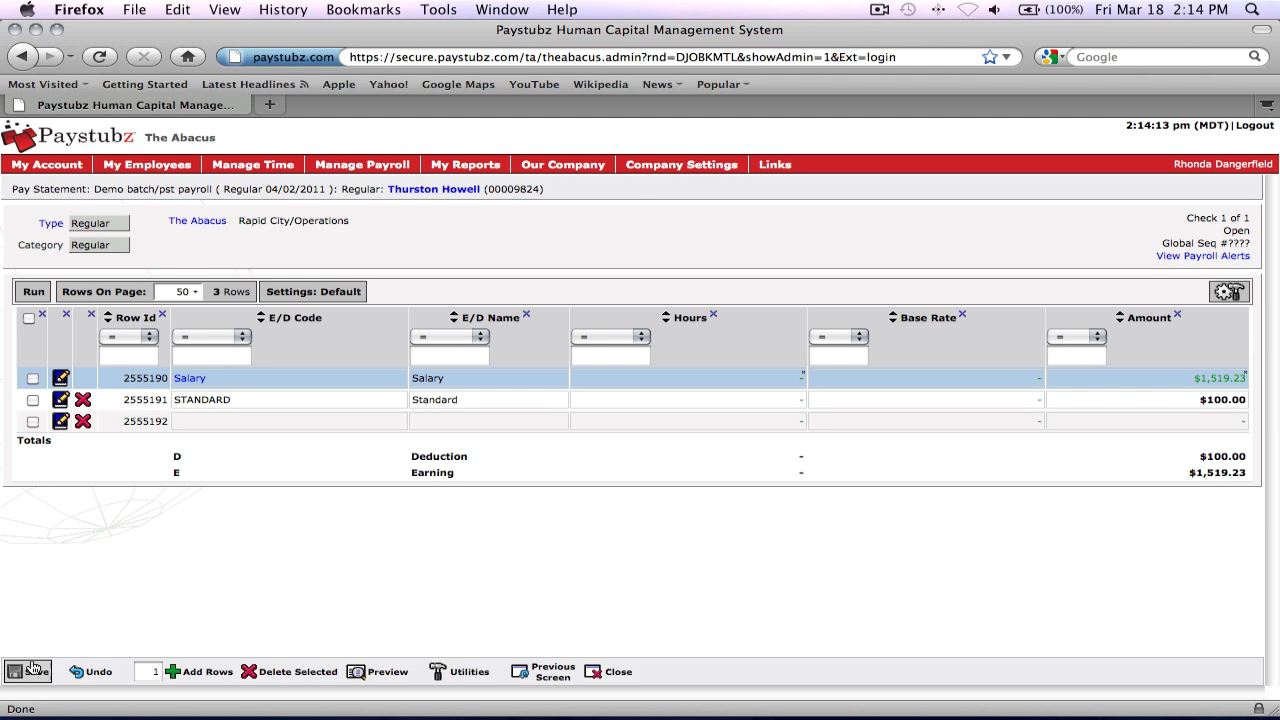 Firefox File Edit View History Bookmarks Tools Window Help (100%) Fri Mar 18 2:14 PM
Paystubz Human Capital Management System
paystubz.com https://secure.paystubz.com/ta/theabacus.admin?rnd=DJOBKMTL&showAdmin=1&Ext=login Google
Most Visited Getting Started Latest Headlines Apple Yahoo! Google Maps YouTube Wikipedia News Popular
Paystubz Human Capital Manage...
2:14:13 pm (MDT)|Logout
Paystubz The Abacus
My Account My Employees Manage Time Manage Payroll My Reports Our Company Company Settings Links Rhonda Dangerfield
Pay Statement: Demo batch/pst payroll ( Regular 04/02/2011 ): Regular: Thurston Howell (00009824)
Type Regular The Abacus Rapid City/Operations Check 1 of 1
Open
Category Regular Global Seq #????
View Payroll Alerts
Run Rows On Page: 50 3 Rows Settings: Default
Row Id E/D Code E/D Name Hours Base Rate Amount
= = = = = =
2555190 Salary Salary - - $1,519.23
2555191 STANDARD Standard - - $100.00
2555192 - - -
Totals
D Deduction - $100.00
E Earning - $1,519.23
Undo 1 Add Rows Delete Selected Preview Utilities Previous Screen Close
Done